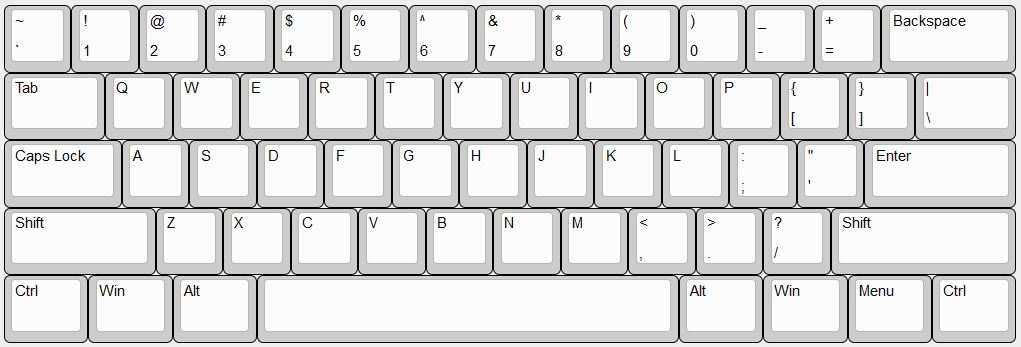 ~ ! @ # $ % ^ & * ( ) _ + Backspace
` 1 2 3 4 5 6 7 8 9 0 - =
Tab Q W E R T Y U I O P { } |
[ ] \
Caps Lock A S D F G H J K L : " Enter
; '
Shift Z X C V B N M < > ? Shift
, . /
Ctrl Win Alt Alt Win Menu Ctrl